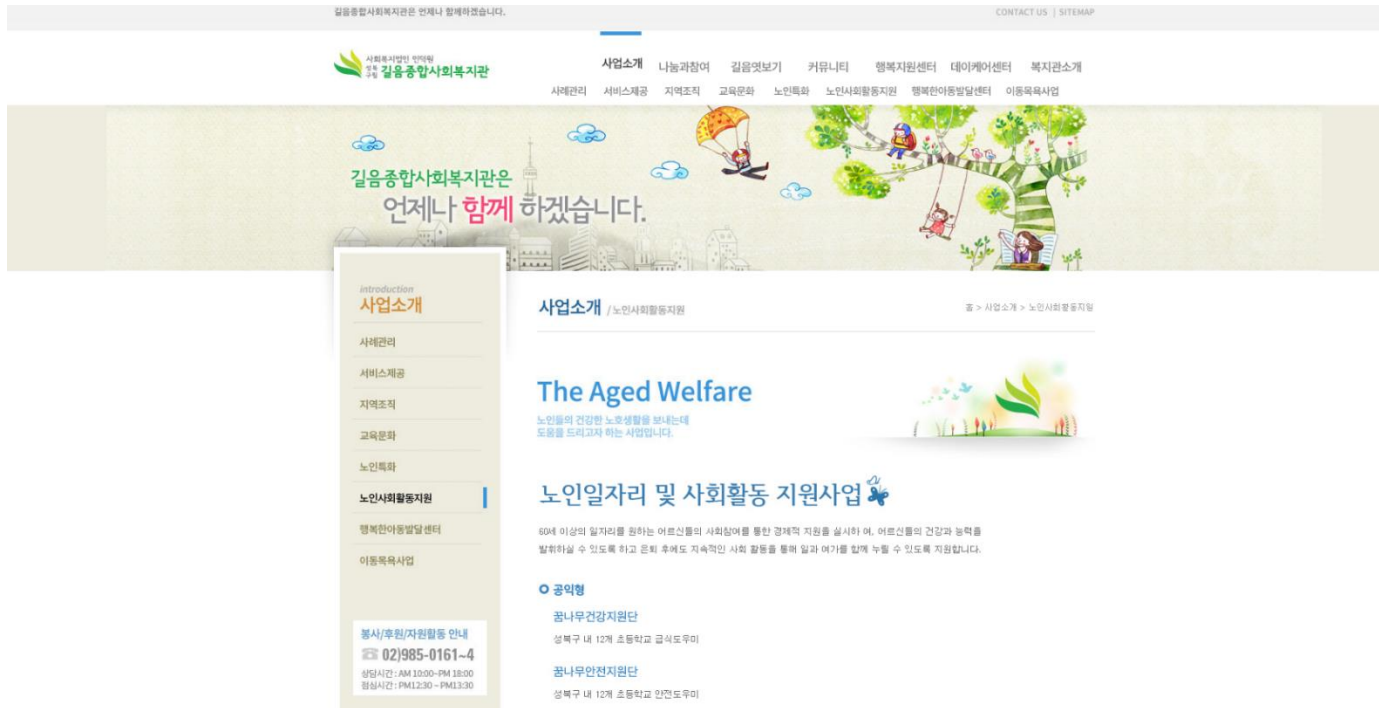 길음종합사회복지관은 언제나 함께하겠습니다.
CONTACT US | SITEMAP
사회복지법인 인덕원
성북구립 길음종합사회복지관
사업소개 나눔과참여 길음엿보기 커뮤니티 행복지원센터 데이케어센터 복지관소개
사례관리 서비스제공 지역조직 교육문화 노인특화 노인사회활동지원 행복한아동발달센터 이동목욕사업
길음종합사회복지관은
언제나 함께 하겠습니다.
introduction
사업소개
사례관리
서비스제공
지역조직
교육문화
노인특화
노인사회활동지원
행복한아동발달센터
이동목욕사업
봉사/후원/자원활동 안내
02)985-0161~4
상담시간 : AM 10:00~PM 18:00
점심시간 : PM12:30 ~ PM13:30
사업소개 / 노인사회활동지원
홈 > 사업소개 > 노인사회활동지원
The Aged Welfare
노인들의 건강한 노호생활을 보내는데
도움을 드리고자 하는 사업입니다.
노인일자리 및 사회활동 지원사업
60세 이상의 일자리를 원하는 어르신들의 사회참여를 통한 경제적 지원을 실시하 여, 어르신들의 건강과 능력을
발휘하실 수 있도록 하고 은퇴 후에도 지속적인 사회 활동을 통해 일과 여가를 함께 누릴 수 있도록 지원합니다.
공익형
꿈나무건강지원단
성북구 내 12개 초등학교 급식도우미
꿈나무안전지원단
성북구 내 12개 초등학교 안전도우미